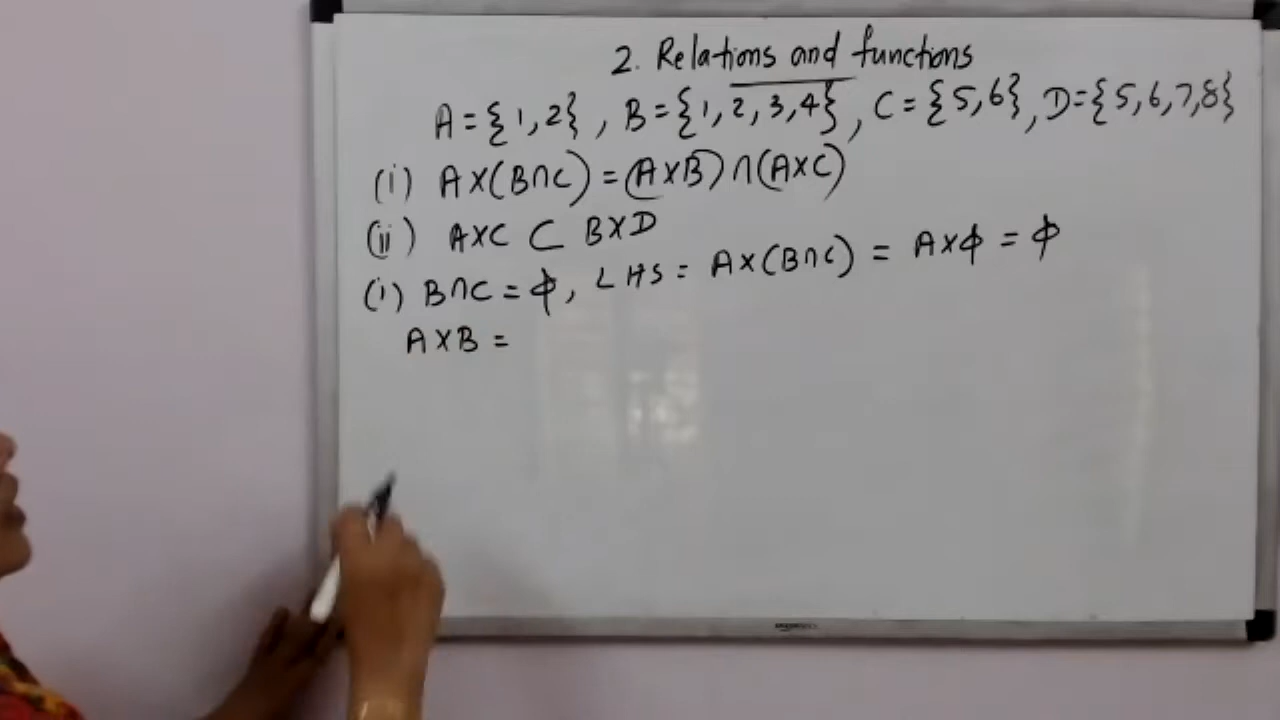 2. Relations and functions
A = {1,2}, B = {1,2,3,4}, C = {5,6}, D = {5,6,7,8}
(i) A×(B∩C) = (A×B)∩(A×C)
(ii) A×C ⊂ B×D
(i) B∩C = ϕ, LHS = A×(B∩C) = A×ϕ = ϕ
A×B =